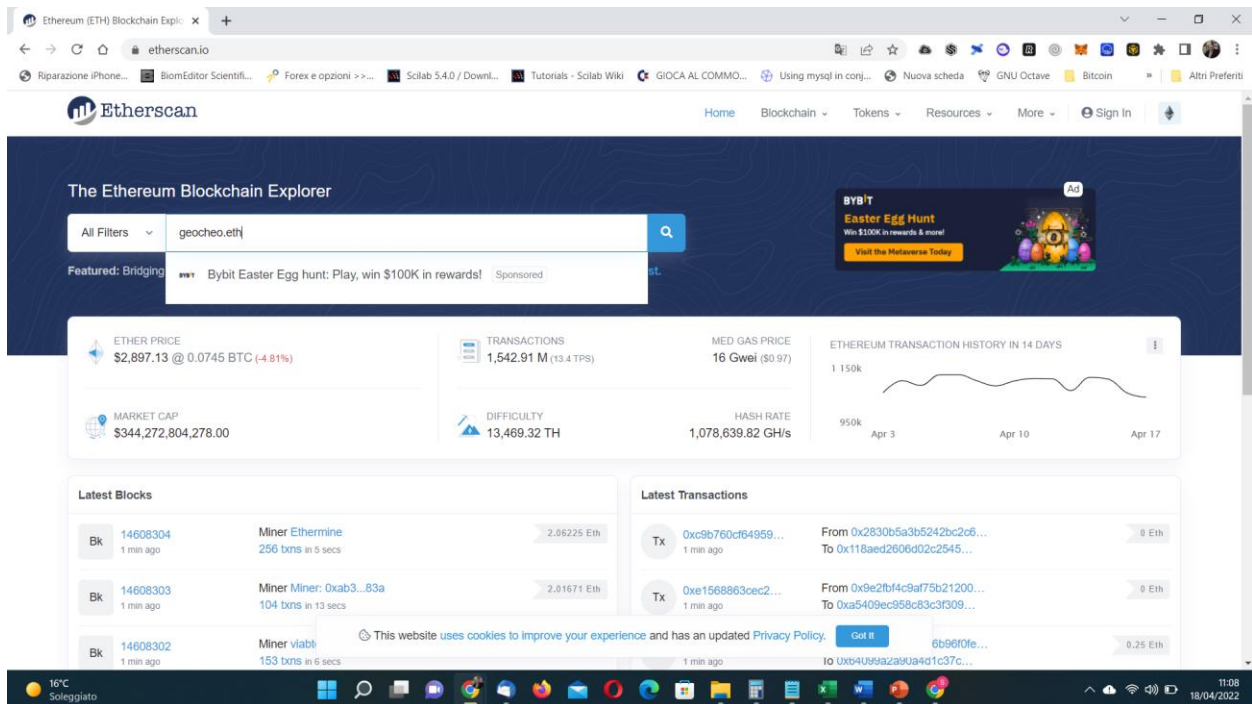 Ethereum (ETH) Blockchain Explo
etherscan.io
Riparazione iPhone...
BiomEditor Scientifi...
Forex e opzioni >>...
Scilab 5.4.0 / Downl...
Tutorials - Scilab Wiki
GIOCA AL COMMO...
Using mysql in conj...
Nuova scheda
GNU Octave
Bitcoin
»
Altri Preferiti
Etherscan
Home
Blockchain
Tokens
Resources
More
Sign In
The Ethereum Blockchain Explorer
All Filters
geocheo.eth
Featured: Bridging
st.
BYBIT Bybit Easter Egg hunt: Play, win $100K in rewards! Sponsored
Ad
BYBIT
Easter Egg Hunt
Win $100K in rewards & more!
Visit the Metaverse Today
ETHER PRICE
$2,897.13 @ 0.0745 BTC (-4.81%)
MARKET CAP
$344,272,804,278.00
TRANSACTIONS
1,542.91 M (13.4 TPS)
MED GAS PRICE
16 Gwei ($0.97)
DIFFICULTY
13,469.32 TH
HASH RATE
1,078,639.82 GH/s
ETHEREUM TRANSACTION HISTORY IN 14 DAYS
1 150k
950k
Apr 3 Apr 10 Apr 17
Latest Blocks
Bk 14608304 Miner Ethermine 2.06225 Eth
1 min ago 256 txns in 5 secs
Bk 14608303 Miner Miner: 0xab3...83a 2.01671 Eth
1 min ago 104 txns in 13 secs
Bk 14608302 Miner viabt
1 min ago 153 txns in 6 secs
Latest Transactions
Tx 0xc9b760cf64959... From 0x2830b5a3b5242bc2c6... 0 Eth
1 min ago To 0x118aed2606d02c2545...
Tx 0xe1568863cec2... From 0x9e2fbf4c9af75b21200... 0 Eth
1 min ago To 0xa5409ec958c83c3f309...
6b96f0fe... 0.25 Eth
1 min ago To 0x64099a2a90a4d1c37c...
This website uses cookies to improve your experience and has an updated Privacy Policy. Got It
16°C
Soleggiato
11:08
18/04/2022